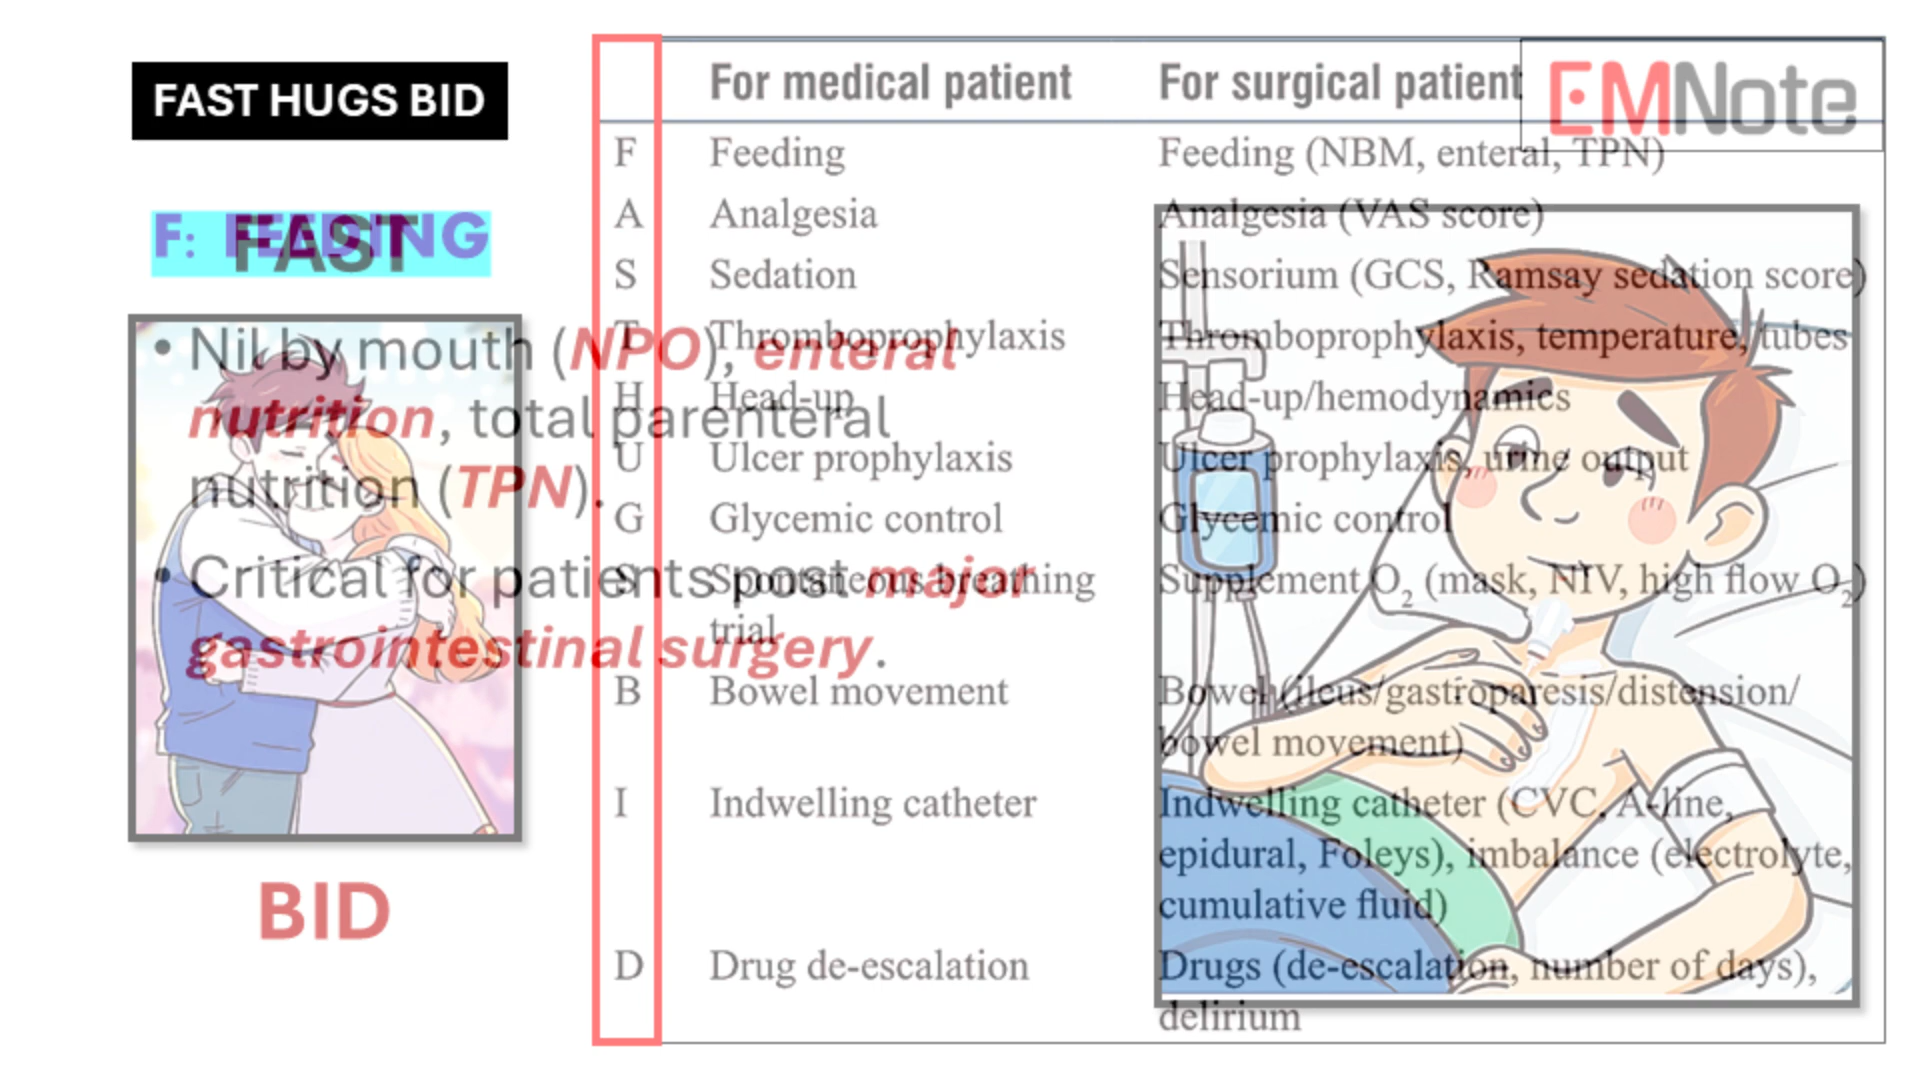 FAST HUGS BID
EMNote
F: FEEDING
FAST
• Nil by mouth (NPO), enteral
nutrition, total parenteral
nutrition (TPN).
• Critical for patients post major
gastrointestinal surgery.
BID
For medical patient For surgical patient
F Feeding Feeding (NBM, enteral, TPN)
A Analgesia Analgesia (VAS score)
S Sedation Sensorium (GCS, Ramsay sedation score)
T Thromboprophylaxis Thromboprophylaxis, temperature, tubes
H Head-up Head-up/hemodynamics
U Ulcer prophylaxis Ulcer prophylaxis, urine output
G Glycemic control Glycemic control
S Spontaneous breathing Supplement O₂ (mask, NIV, high flow O₂)
trial
B Bowel movement Bowel (ileus/gastroparesis/distension/
bowel movement)
I Indwelling catheter Indwelling catheter (CVC, A-line,
epidural, Foleys), imbalance (electrolyte,
cumulative fluid)
D Drug de-escalation Drugs (de-escalation, number of days),
delirium